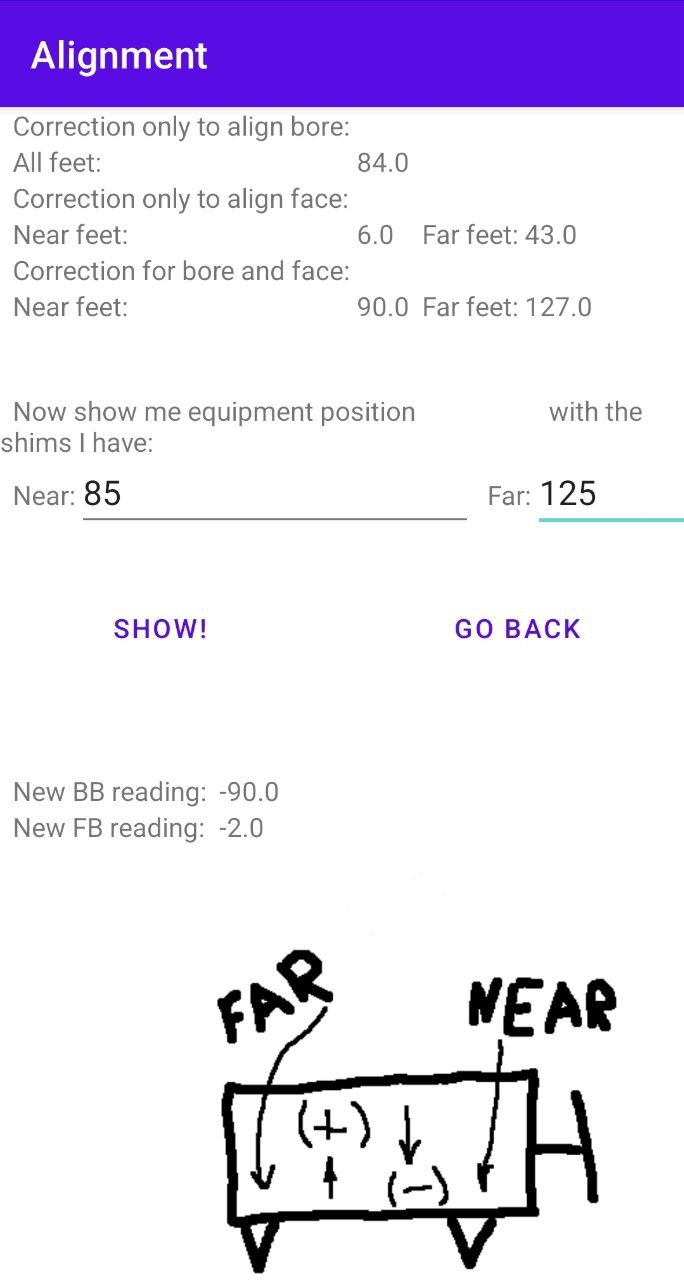 Alignment
Correction only to align bore:
All feet: 84.0
Correction only to align face:
Near feet: 6.0 Far feet: 43.0
Correction for bore and face:
Near feet: 90.0 Far feet: 127.0
Now show me equipment position with the
shims I have:
Near: 85 Far: 125
SHOW! GO BACK
New BB reading: -90.0
New FB reading: -2.0
FAR NEAR
(+)
(-)